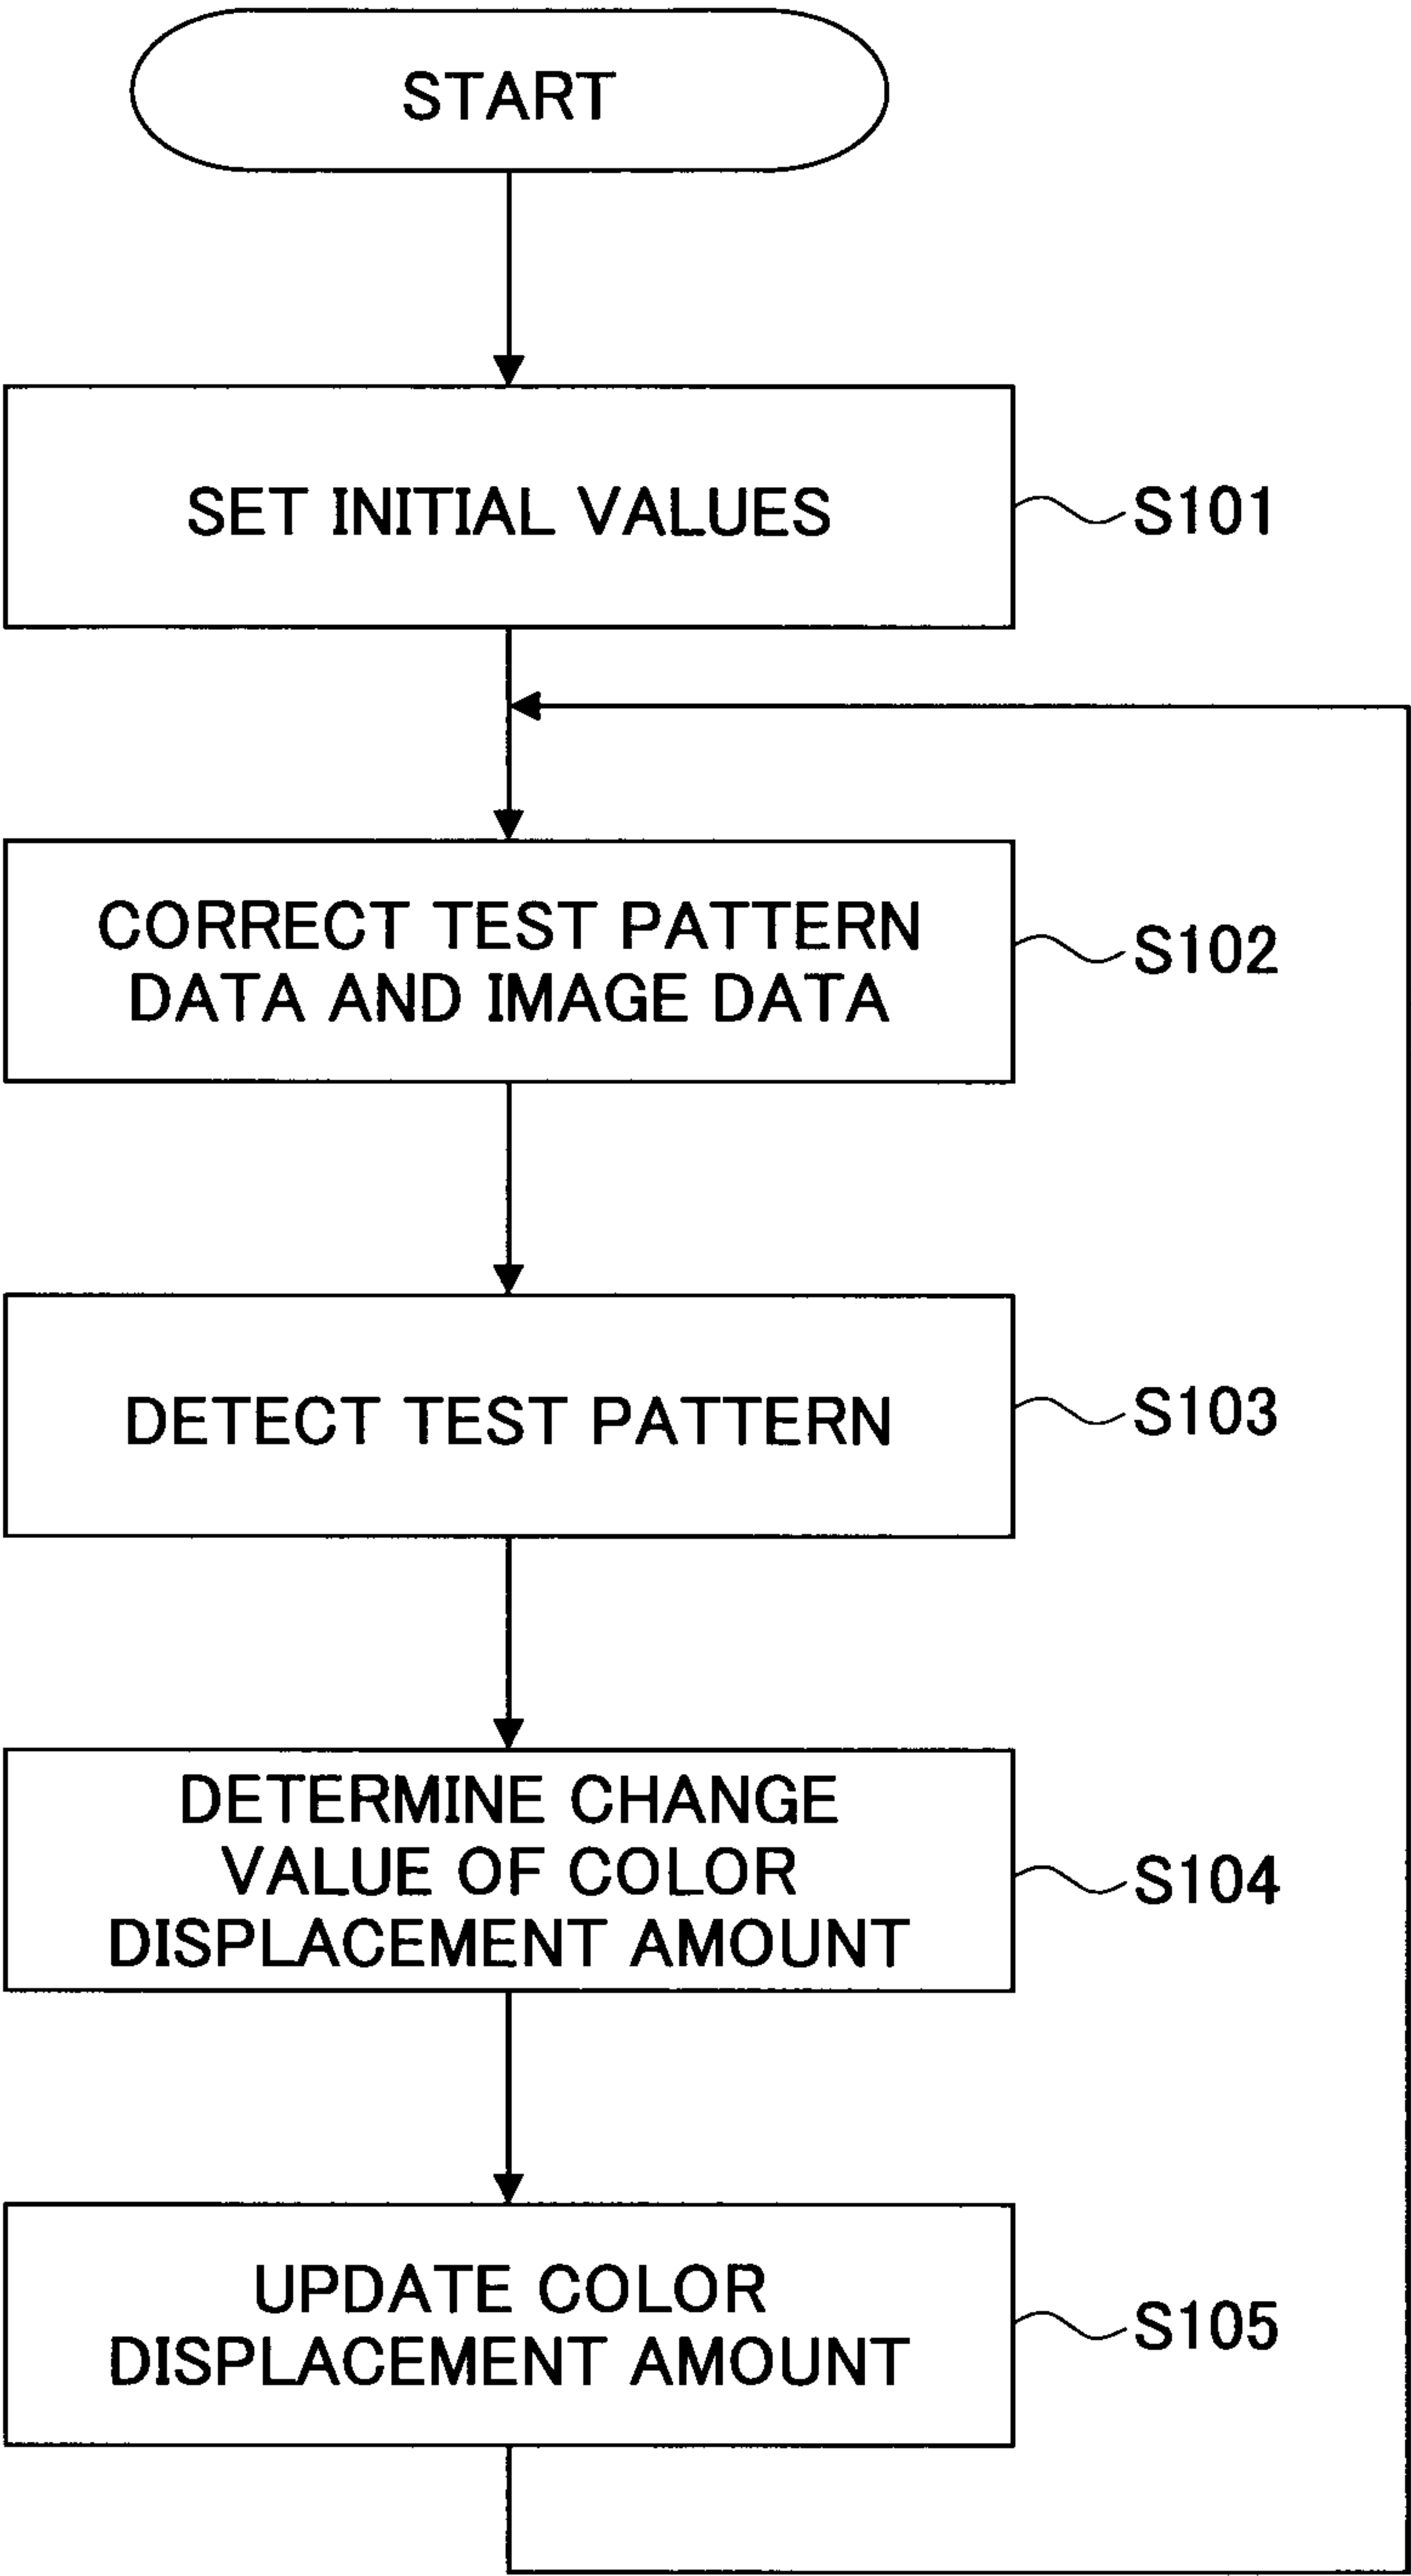 START
SET INITIAL VALUES
S101
CORRECT TEST PATTERN
DATA AND IMAGE DATA
S102
DETECT TEST PATTERN
S103
DETERMINE CHANGE
VALUE OF COLOR
DISPLACEMENT AMOUNT
S104
UPDATE COLOR
DISPLACEMENT AMOUNT
S105